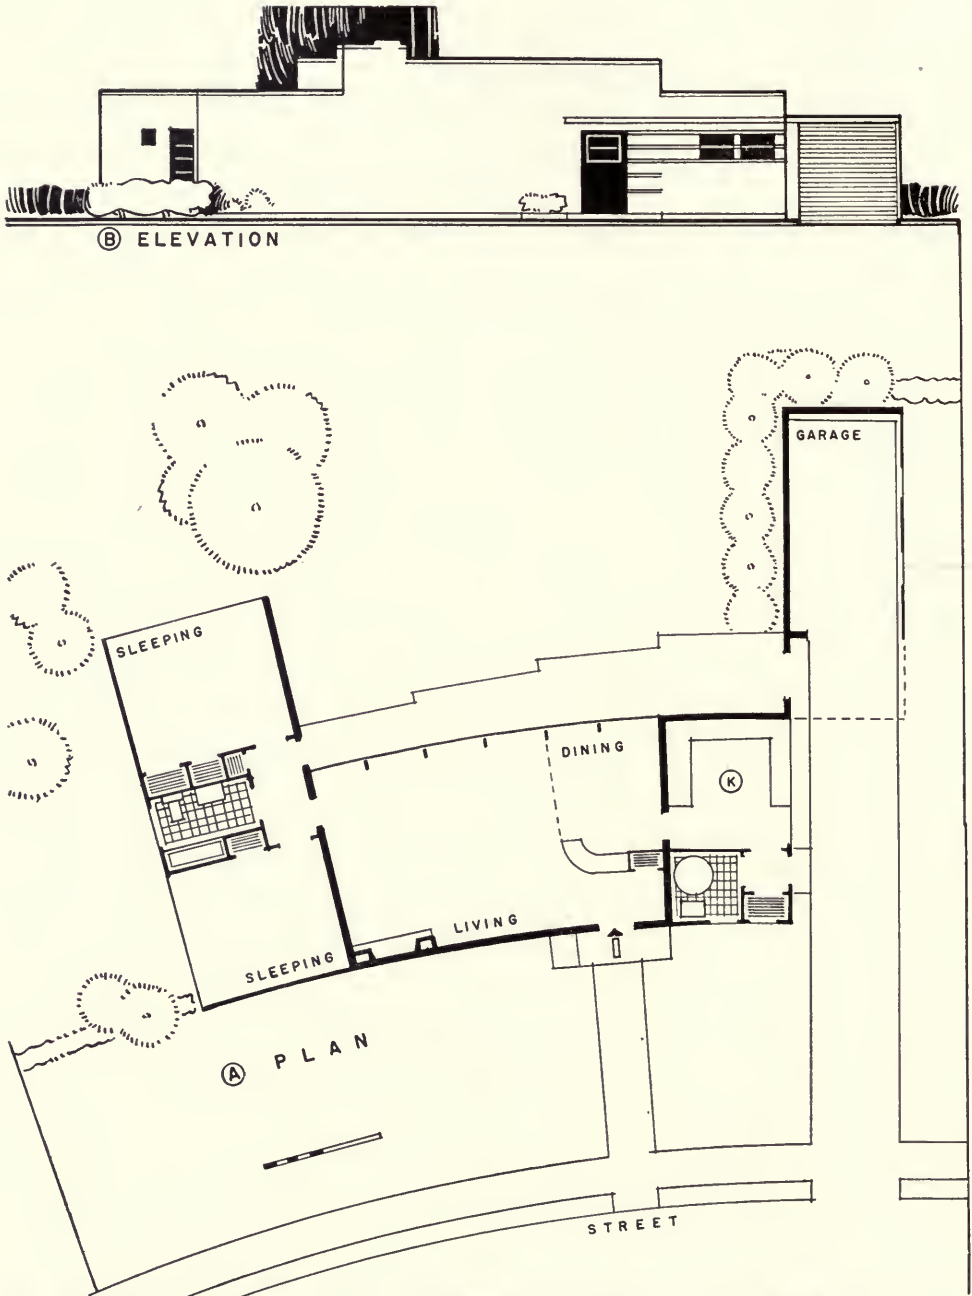 B ELEVATION
GARAGE
SLEEPING
DINING
K
LIVING
SLEEPING
A PLAN
STREET